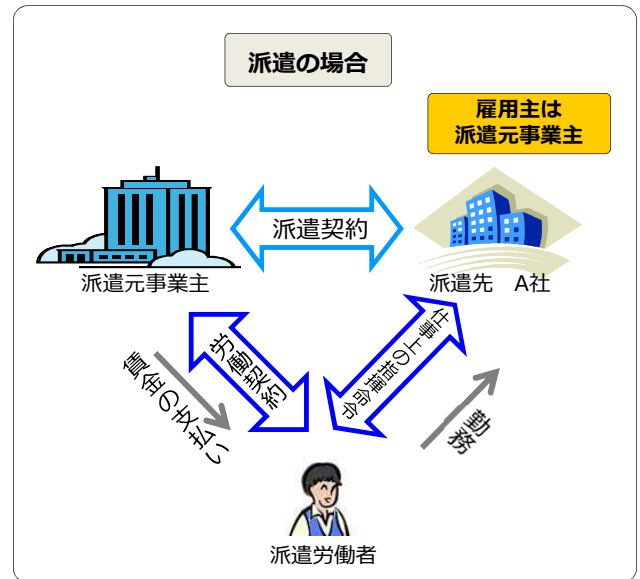 派遣の場合
雇用主は
派遣元事業主
派遣契約
派遣元事業主
派遣先　A社
賃金の支払い
労働契約
仕事上の指揮命令
勤務
派遣労働者